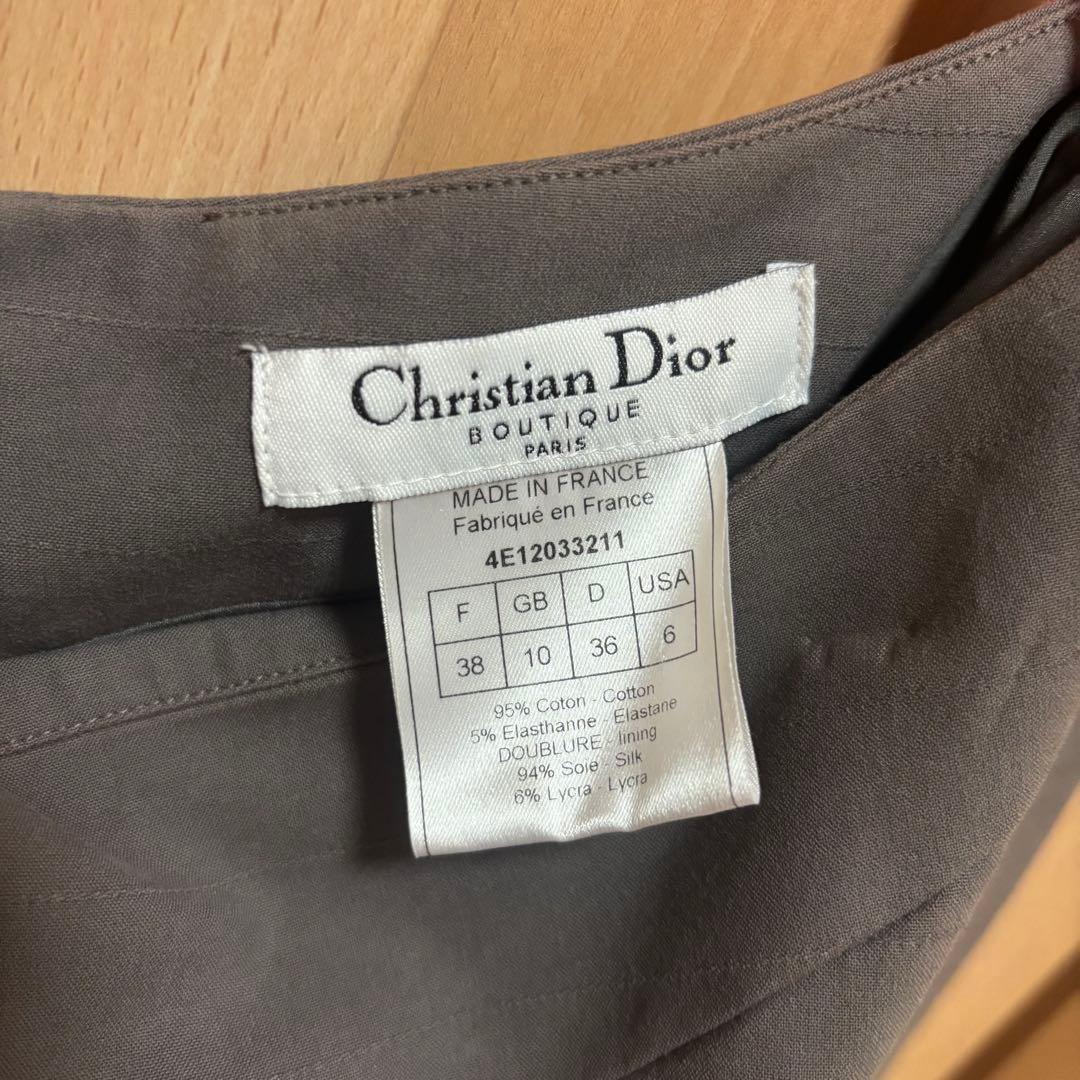 Christian Dior
BOUTIQUE
PARIS
MADE IN FRANCE
Fabriqué en France
4E12033211
F GB D USA
38 10 36 6
95% Coton - Cotton
5% Elasthanne - Elastane
DOUBLURE - lining
94% Soie - Silk
6% Lycra - Lycra